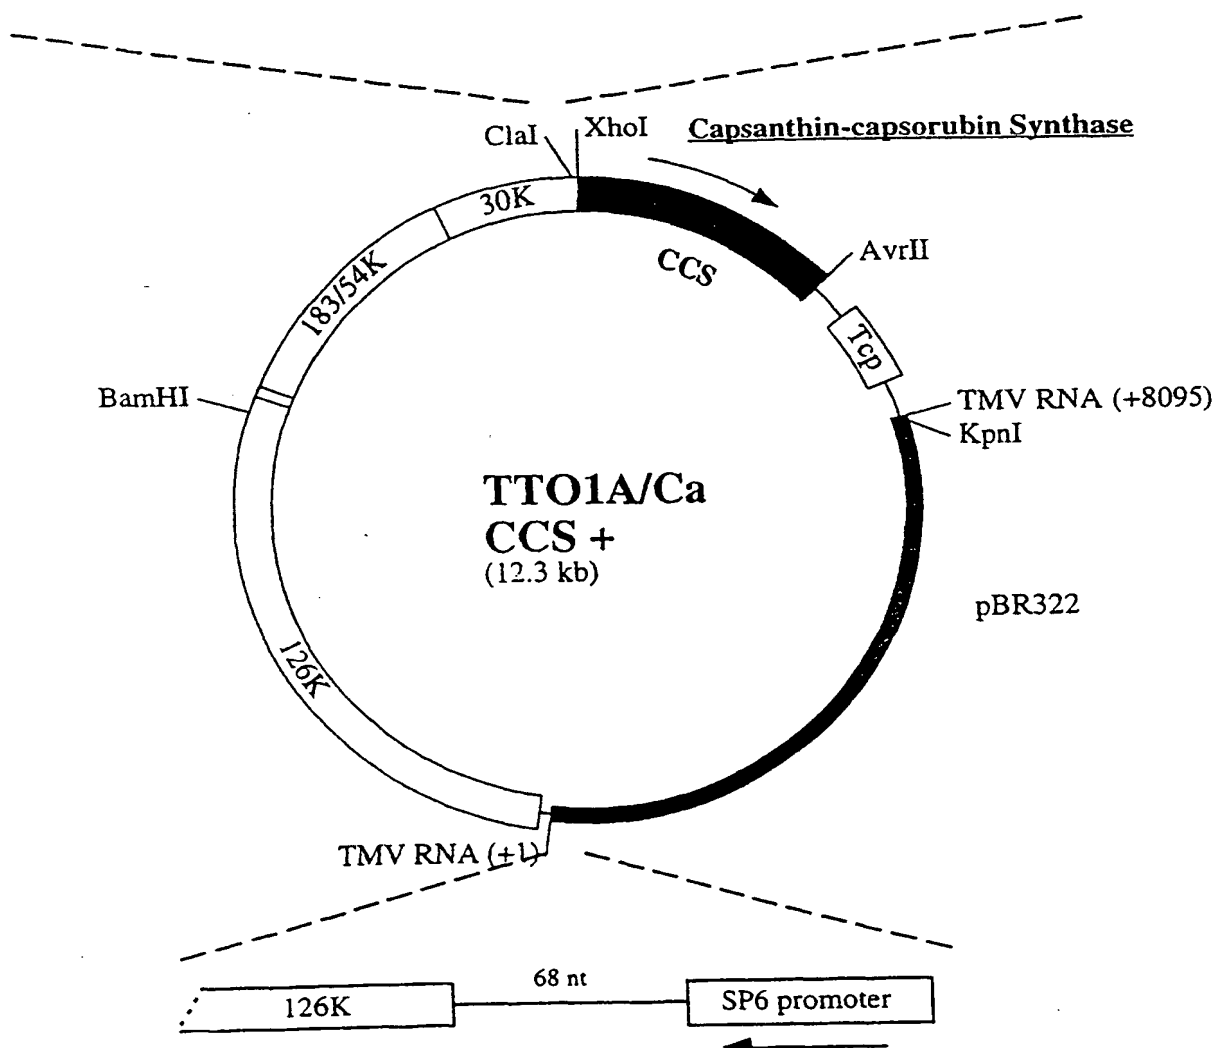 ClaI
XhoI
Capsanthin-capsorubin Synthase
30K
CCS
AvrII
183/54K
Tcp
BamHI
TMV RNA (+8095)
KpnI
TTO1A/Ca
CCS +
(12.3 kb)
pBR322
126K
TMV RNA (+1)
68 nt
126K
SP6 promoter